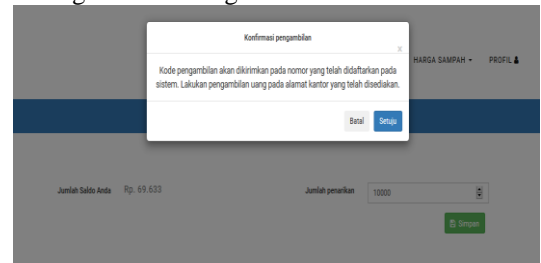 Konfirmasi pengambilan
x
HARGA SAMPAH
PROFIL
Kode pengambilan akan dikirimkan pada nomor yang telah didaftarkan pada
sistem. Lakukan pengambilan uang pada alamat kantor yang telah disediakan.
Batal Setuju
Jumlah Saldo Anda Rp. 69.633 Jumlah penarikan 10000
Simpan